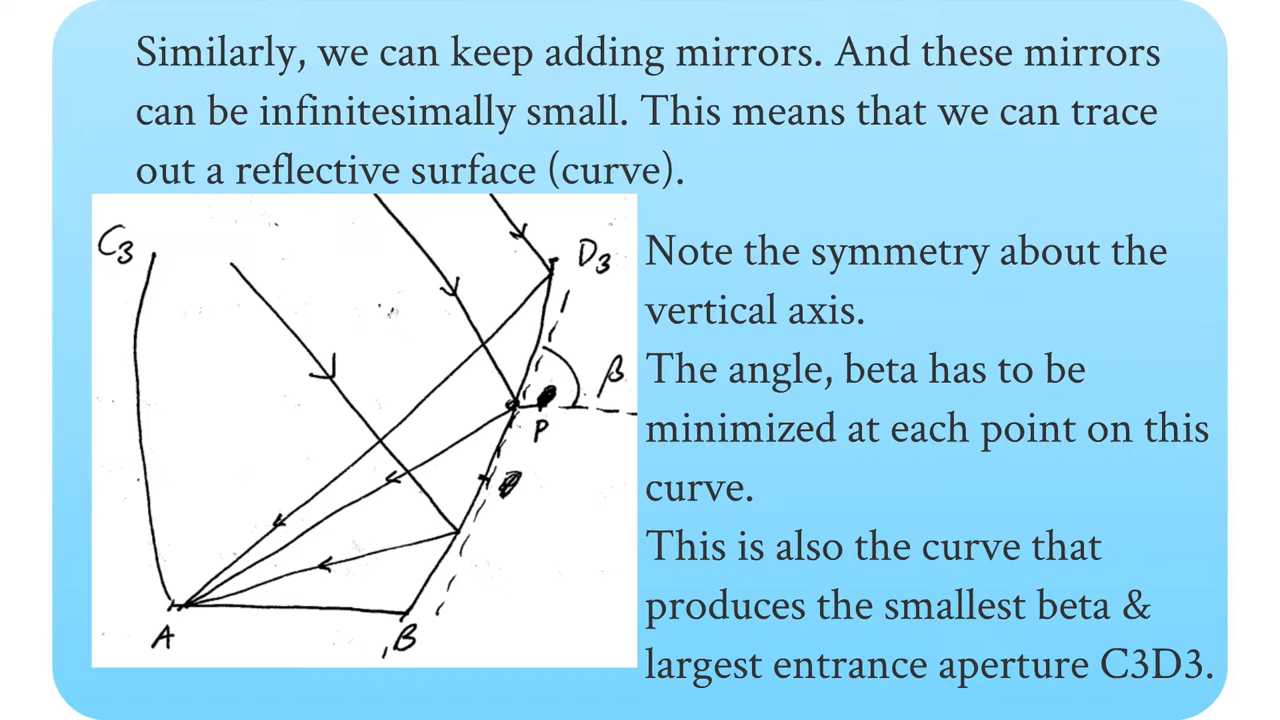 Similarly, we can keep adding mirrors. And these mirrors
can be infinitesimally small. This means that we can trace
out a reflective surface (curve).
C3
D3
β
P
A
B
Note the symmetry about the
vertical axis.
The angle, beta has to be
minimized at each point on this
curve.
This is also the curve that
produces the smallest beta &
largest entrance aperture C3D3.